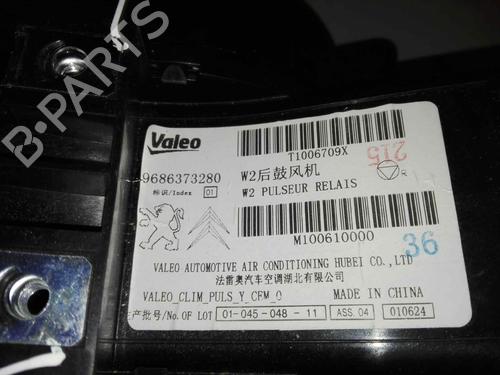 B-PARTS
Valeo
T1006709X
215
9686373280
W2后鼓风机
标识/Index 01
W2 PULSEUR RELAIS
R
M100610000
36
VALEO AUTOMOTIVE AIR CONDITIONING HUBEI CO., LTD
法雷奥汽车空调湖北有限公司
VALEO_CLIM_PULS_Y_CFM_0
MADE IN CHINA
生产批号/No. OF LOT 01-045-048-11 ASS 04 010624